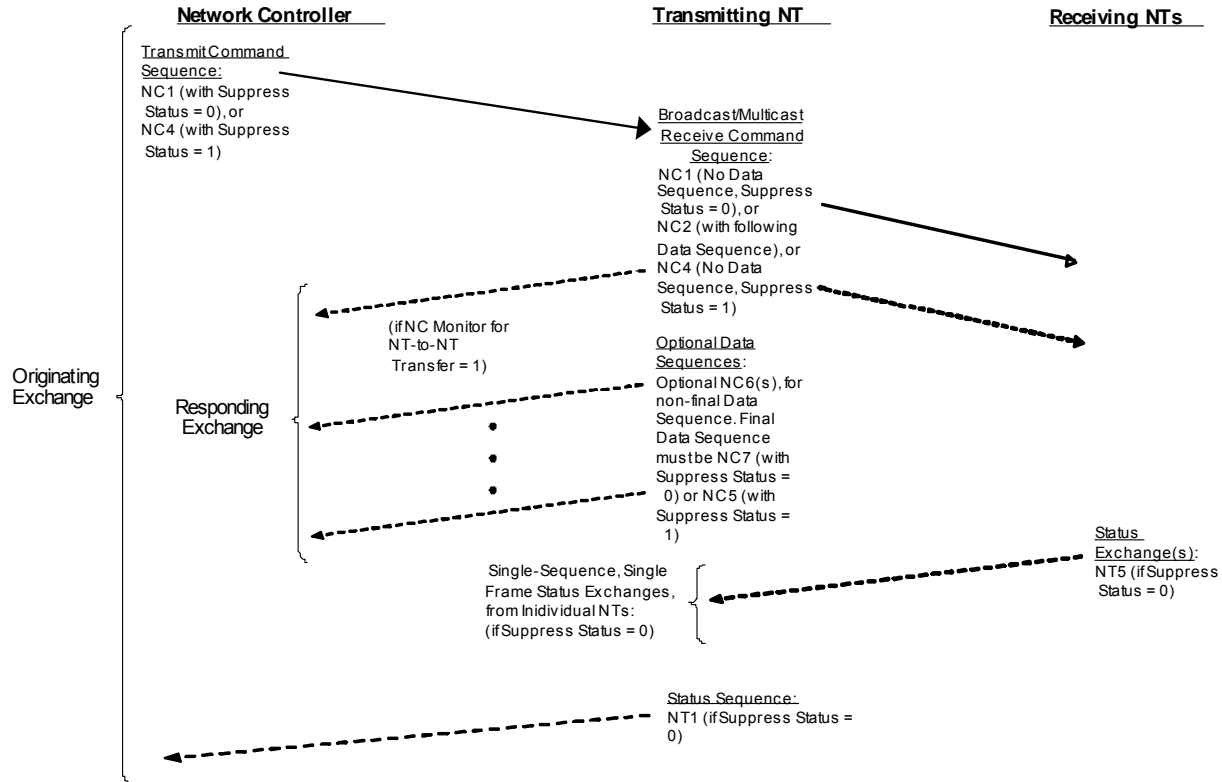 Network Controller
Transmitting NT
Receiving NTs
Transmit Command
Sequence:
NC1 (with Suppress
Status = 0), or
NC4 (with Suppress
Status = 1)
Broadcast/Multicast
Receive Command
Sequence:
NC1 (No Data
Sequence, Suppress
Status = 0), or
NC2 (with following
Data Sequence), or
NC4 (No Data
Sequence, Suppress
Status = 1)
(if NC Monitor for
NT-to-NT
Transfer = 1)
Originating
Exchange
Responding
Exchange
Optional Data
Sequences:
Optional NC6(s), for
non-final Data
Sequence. Final
Data Sequence
must be NC7 (with
Suppress Status =
0) or NC5 (with
Suppress Status =
1)
Status
Exchange(s):
NT5 (if Suppress
Status = 0)
Single-Sequence, Single
Frame Status Exchanges,
from Inidividual NTs:
(if Suppress Status = 0)
Status Sequence:
NT1 (if Suppress Status =
0)